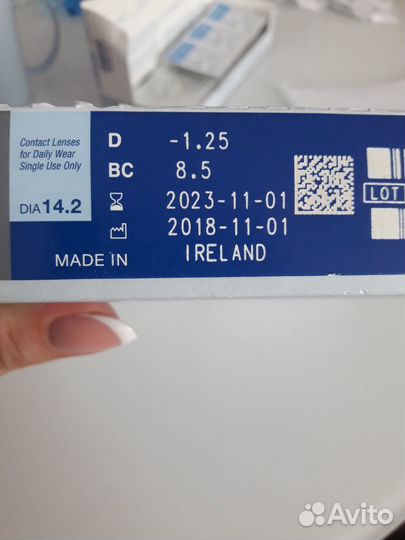 Contact Lenses
for Daily Wear
Single Use Only
DIA 14.2
D -1.25
BC 8.5
2023-11-01
2018-11-01
MADE IN IRELAND
LOT
Avito